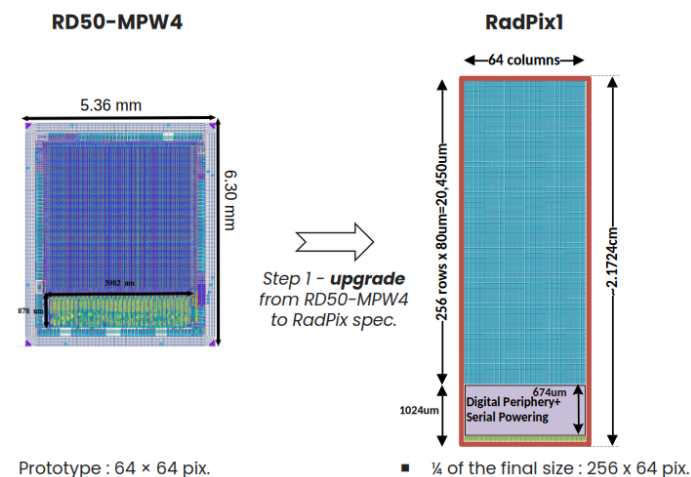 RD50-MPW4
RadPix1
64 columns
5.36 mm
6.30 mm
3982 um
878 um
Step 1 - upgrade
from RD50-MPW4
to RadPix spec.
256 rows x 80um=20,450um
2.1724cm
1024um
674um
Digital Periphery+
Serial Powering
Prototype : 64 × 64 pix.
■ ¼ of the final size : 256 x 64 pix.